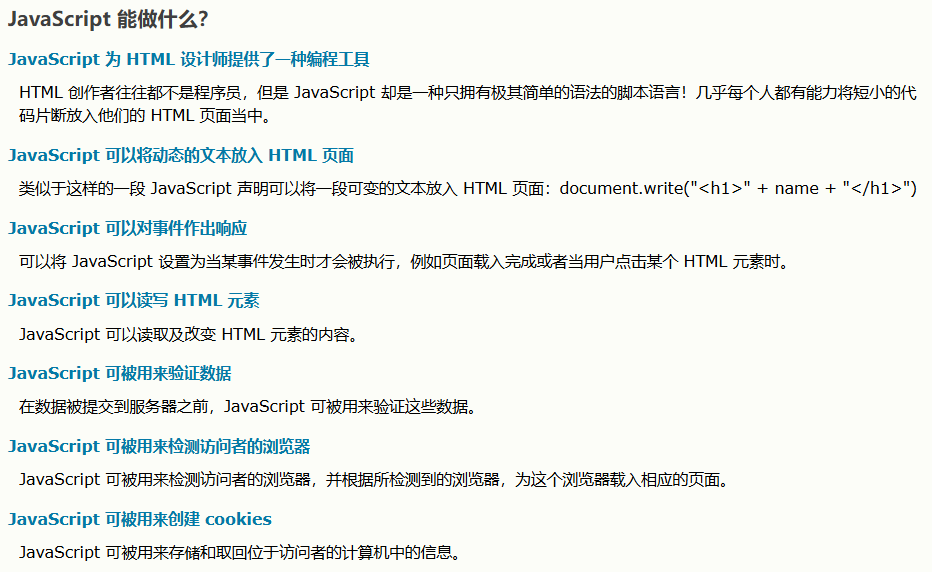 JavaScript 能做什么？
JavaScript 为 HTML 设计师提供了一种编程工具
HTML 创作者往往都不是程序员，但是 JavaScript 却是一种只拥有极其简单的语法的脚本语言！几乎每个人都有能力将短小的代
码片断放入他们的 HTML 页面当中。
JavaScript 可以将动态的文本放入 HTML 页面
类似于这样的一段 JavaScript 声明可以将一段可变的文本放入 HTML 页面：document.write("<h1>" + name + "</h1>")
JavaScript 可以对事件作出响应
可以将 JavaScript 设置为当某事件发生时才会被执行，例如页面载入完成或者当用户点击某个 HTML 元素时。
JavaScript 可以读写 HTML 元素
JavaScript 可以读取及改变 HTML 元素的内容。
JavaScript 可被用来验证数据
在数据被提交到服务器之前，JavaScript 可被用来验证这些数据。
JavaScript 可被用来检测访问者的浏览器
JavaScript 可被用来检测访问者的浏览器，并根据所检测到的浏览器，为这个浏览器载入相应的页面。
JavaScript 可被用来创建 cookies
JavaScript 可被用来存储和取回位于访问者的计算机中的信息。